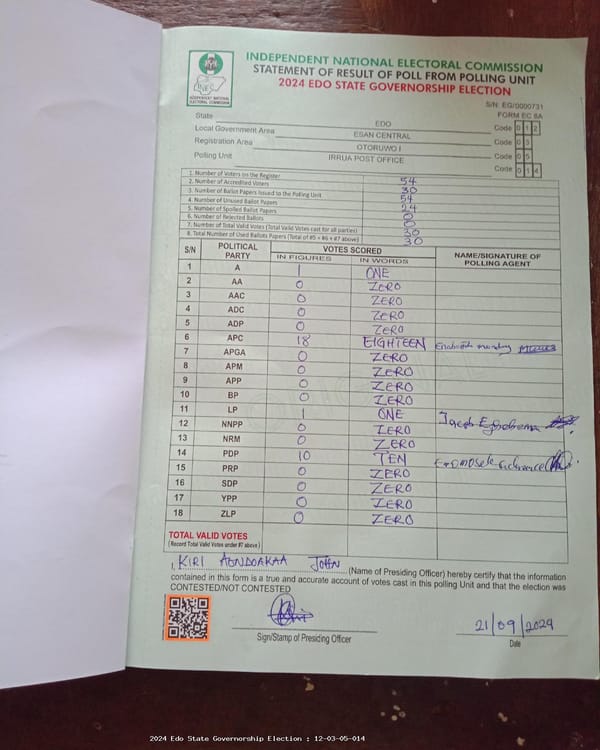 INDEPENDENT NATIONAL ELECTORAL COMMISSION
STATEMENT OF RESULT OF POLL FROM POLLING UNIT
2024 EDO STATE GOVERNORSHIP ELECTION
INEC
INDEPENDENT NATIONAL ELECTORAL COMMISSION
S/N: EG/0000731
FORM EC 8A
State EDO Code 1 2
Local Government Area ESAN CENTRAL Code 0 3
Registration Area OTORUWO I Code 0 5
Polling Unit IRRUA POST OFFICE Code 0 1 4
1. Number of Voters on the Register 54
2. Number of Accredited Voters 30
3. Number of Ballot Papers Issued to the Polling Unit 54
4. Number of Unused Ballot Papers 24
5. Number of Spoiled Ballot Papers 0
6. Number of Rejected Ballots 0
7. Number of Total Valid Votes (Total Valid Votes cast for all parties) 30
8. Total Number of Used Ballots Papers (Total of #5 + #6 + #7 above) 30
S/N POLITICAL PARTY VOTES SCORED NAME/SIGNATURE OF POLLING AGENT
IN FIGURES IN WORDS
1 A 1 ONE
2 AA 0 ZERO
3 AAC 0 ZERO
4 ADC 0 ZERO
5 ADP 0 ZERO
6 APC 18 EIGHTEEN
7 APGA 0 ZERO
8 APM 0 ZERO
9 APP 0 ZERO
10 BP 0 ZERO
11 LP 1 ONE
12 NNPP 0 ZERO
13 NRM 0 ZERO
14 PDP 10 TEN
15 PRP 0 ZERO
16 SDP 0 ZERO
17 YPP 0 ZERO
18 ZLP 0 ZERO
TOTAL VALID VOTES
(Record Total Valid Votes under #7 above)
I, KIRI AONDOAKAA JOHN (Name of Presiding Officer) hereby certify that the information
contained in this form is a true and accurate account of votes cast in this polling Unit and that the election was
CONTESTED/NOT CONTESTED
21/09/2024
Sign/Stamp of Presiding Officer Date
2024 Edo State Governorship Election : 12-03-05-014